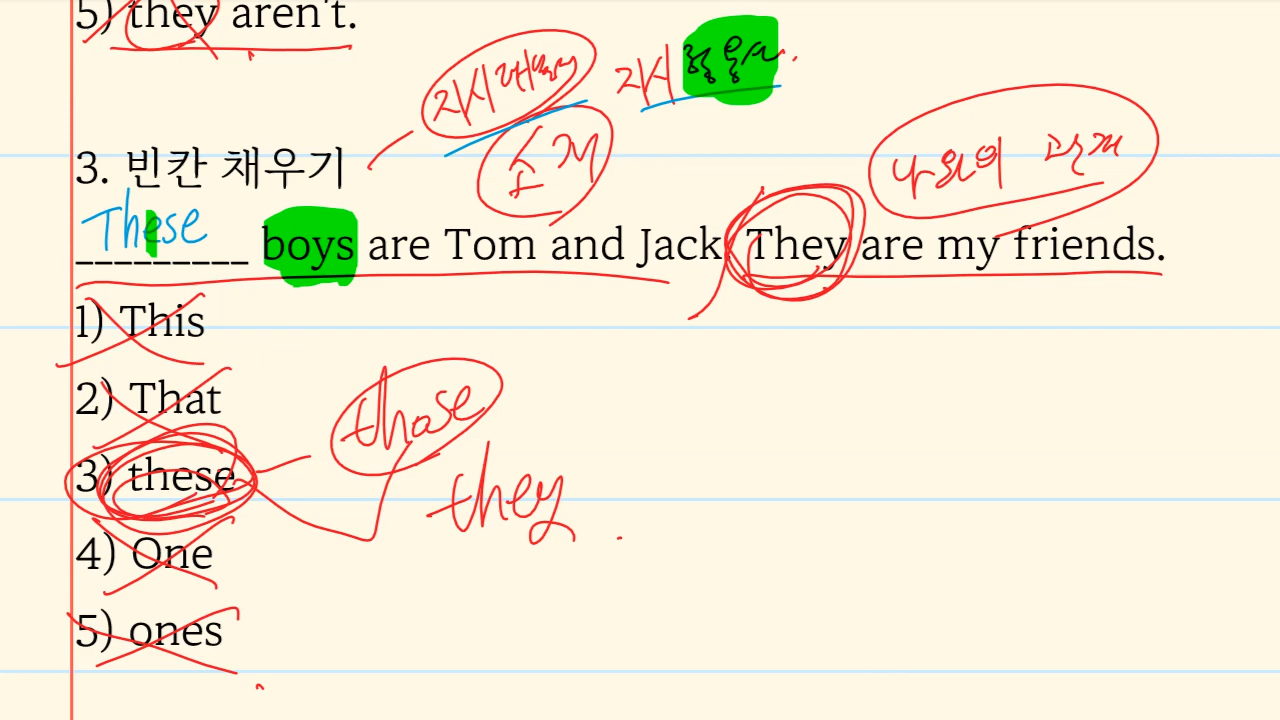 5) they aren't.
지시대명사 지시 형용사.
소개
3. 빈칸 채우기
나와의 관계
These
_________ boys are Tom and Jack. They are my friends.
1) This
2) That
those
3) these
they.
4) One
5) ones